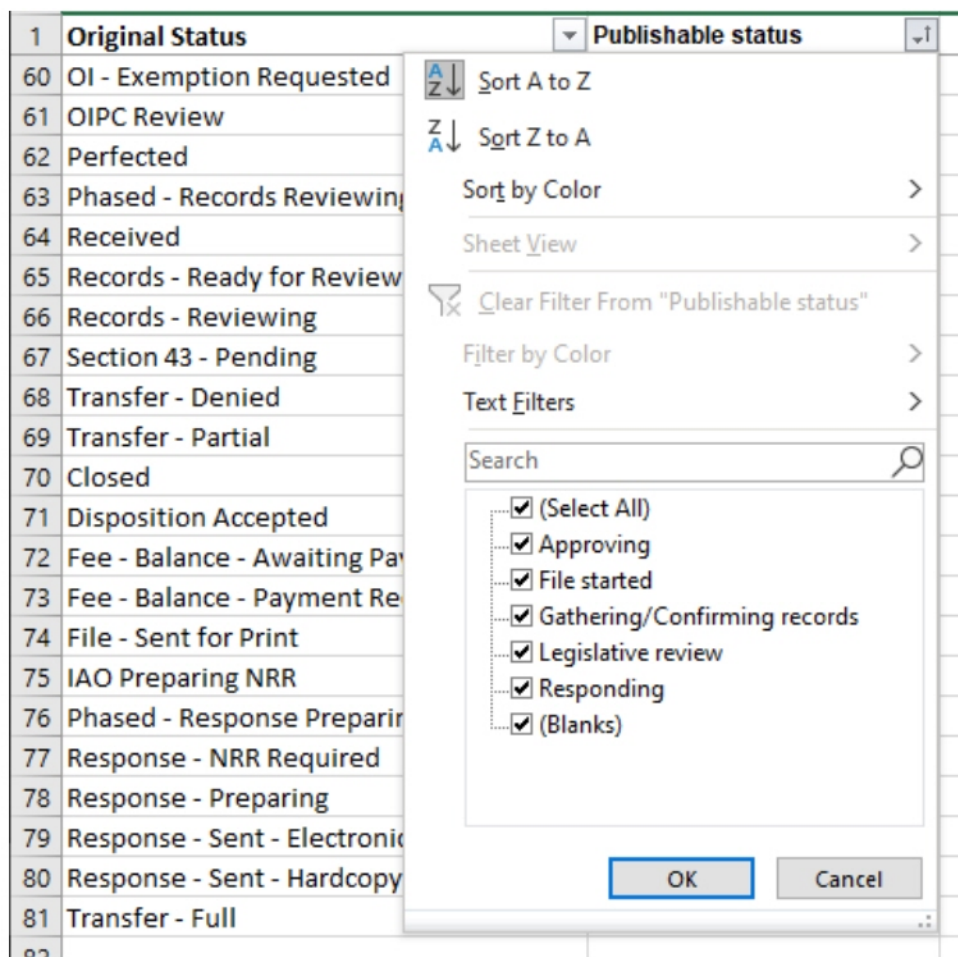 1 Original Status Publishable status
60 OI - Exemption Requested
61 OIPC Review
62 Perfected
63 Phased - Records Reviewing
64 Received
65 Records - Ready for Review
66 Records - Reviewing
67 Section 43 - Pending
68 Transfer - Denied
69 Transfer - Partial
70 Closed
71 Disposition Accepted
72 Fee - Balance - Awaiting
73 Fee - Balance - Payment
74 File - Sent for Print
75 IAO Preparing NRR
76 Phased - Response
77 Response - NRR Required
78 Response - Preparing
79 Response - Sent - Electronic
80 Response - Sent - Hardcopy
81 Transfer - Full
Sort A to Z
Sort Z to A
Sort by Color
Sheet View
Clear Filter From "Publishable status"
Filter by Color
Text Filters
Search
(Select All)
Approving
File started
Gathering/Confirming records
Legislative review
Responding
(Blanks)
OK Cancel